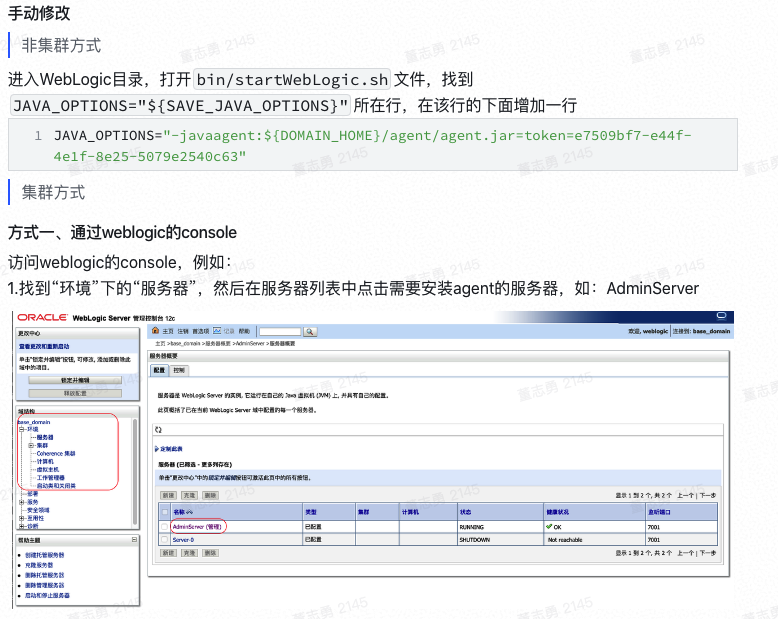 手动修改
非集群方式
进入WebLogic目录，打开 bin/startWebLogic.sh 文件，找到
JAVA_OPTIONS="${SAVE_JAVA_OPTIONS}" 所在行，在该行的下面增加一行
1 JAVA_OPTIONS="-javaagent:${DOMAIN_HOME}/agent/agent.jar=token=e7509bf7-e44f-
4e1f-8e25-5079e2540c63"
集群方式
方式一、通过weblogic的console
访问weblogic的console，例如：
1.找到“环境”下的“服务器”，然后在服务器列表中点击需要安装agent的服务器，如：AdminServer
ORACLE WebLogic Server 管理控制台 12c
更改中心
查看更改和重新启动
单击"锁定并编辑"按钮, 可修改, 添加或删除此
域中的项目。
锁定并编辑
释放配置
域结构
base_domain
环境
服务器
集群
Coherence 集群
计算机
虚拟主机
工作管理器
启动类和关闭类
部署
服务
安全领域
互用性
诊断
帮助主题
创建托管服务器
克隆服务器
删除托管服务器
删除管理服务器
启动和停止服务器
主页 注销 首选项 记录 帮助
欢迎, weblogic 连接到: base_domain
主页 >base_domain >服务器概要 >AdminServer >服务器概要
服务器概要
配置 控制
服务器是 WebLogic Server 的实例, 它运行在自己的 Java 虚拟机 (JVM) 上, 并具有自己的配置。
此页概括了已在当前 WebLogic Server 域中配置的每一个服务器。
定制此表
服务器 (已筛选 - 更多列存在)
单击"更改中心"中的锁定并编辑按钮可激活此页中的所有按钮。
新建 克隆 删除 显示 1 到 2 个, 共 2 个 上一个 | 下一步
名称 类型 集群 计算机 状态 健康状况 监听端口
AdminServer (管理) 已配置 RUNNING OK 7001
Server-0 已配置 SHUTDOWN Not reachable 7001
新建 克隆 删除 显示 1 到 2 个, 共 2 个 上一个 | 下一步
董志勇 2145